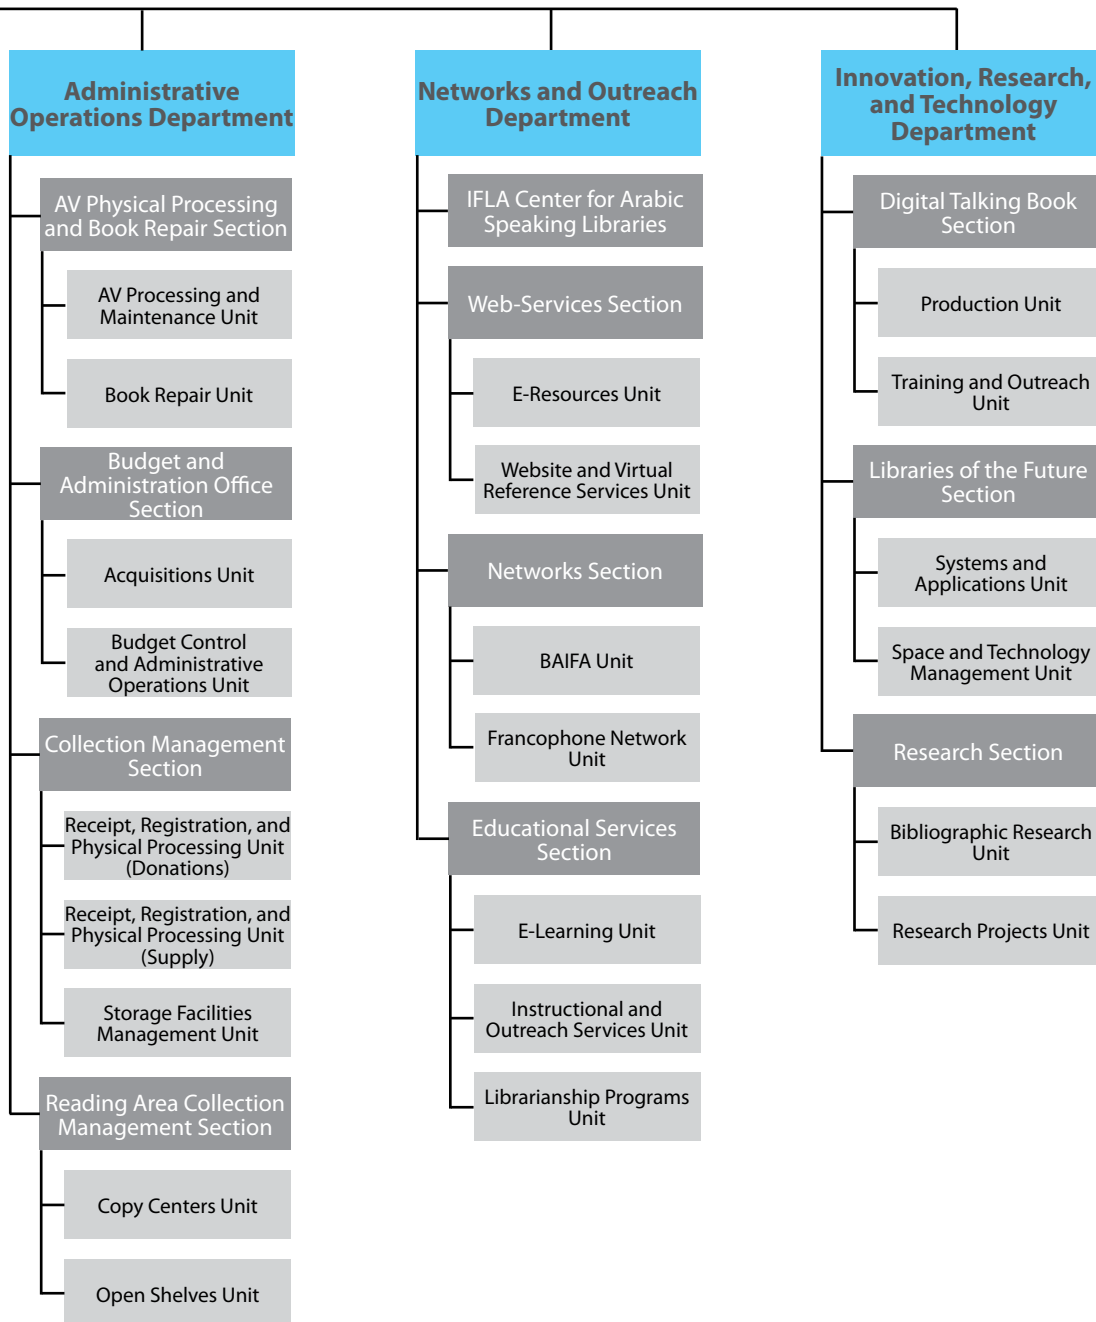 Administrative
Operations Department
AV Physical Processing
and Book Repair Section
AV Processing and
Maintenance Unit
Book Repair Unit
Budget and
Administration Office
Section
Acquisitions Unit
Budget Control
and Administrative
Operations Unit
Collection Management
Section
Receipt, Registration, and
Physical Processing Unit
(Donations)
Receipt, Registration, and
Physical Processing Unit
(Supply)
Storage Facilities
Management Unit
Reading Area Collection
Management Section
Copy Centers Unit
Open Shelves Unit
Networks and Outreach
Department
IFLA Center for Arabic
Speaking Libraries
Web-Services Section
E-Resources Unit
Website and Virtual
Reference Services Unit
Networks Section
BAIFA Unit
Francophone Network
Unit
Educational Services
Section
E-Learning Unit
Instructional and
Outreach Services Unit
Librarianship Programs
Unit
Innovation, Research,
and Technology
Department
Digital Talking Book
Section
Production Unit
Training and Outreach
Unit
Libraries of the Future
Section
Systems and
Applications Unit
Space and Technology
Management Unit
Research Section
Bibliographic Research
Unit
Research Projects Unit